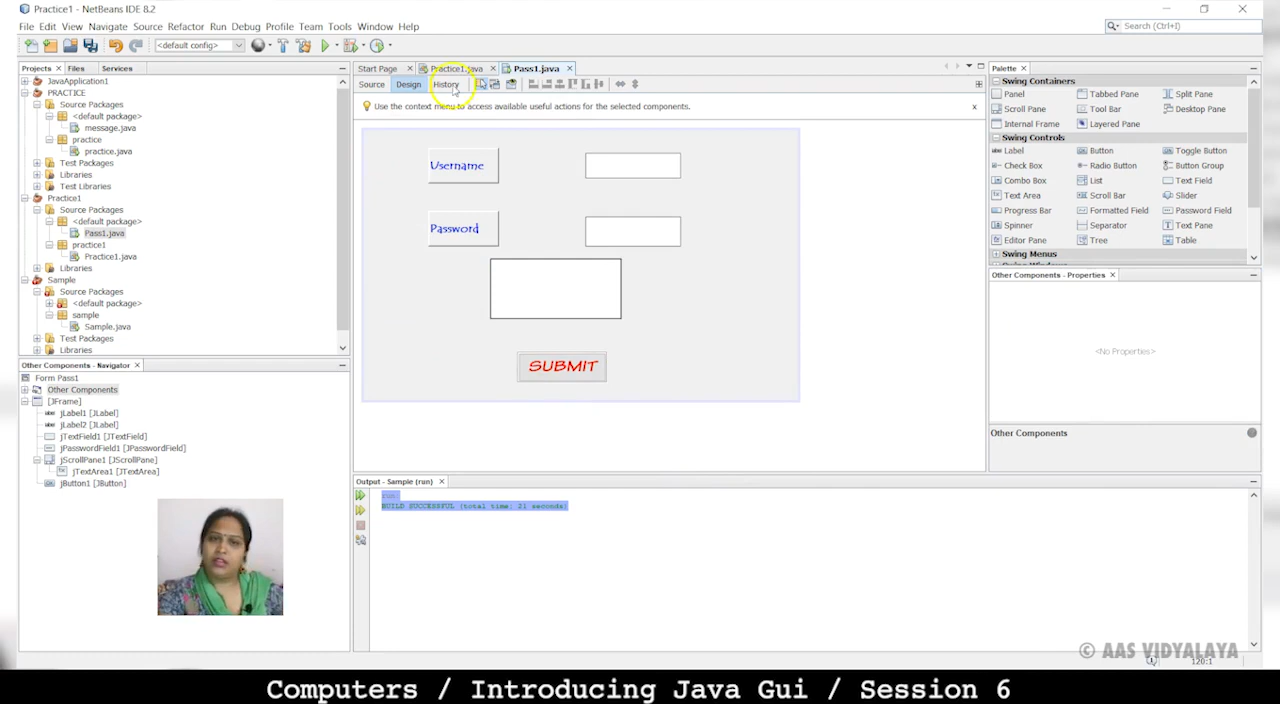 Practice1 - NetBeans IDE 8.2
File Edit View Navigate Source Refactor Run Debug Profile Team Tools Window Help
Search (Ctrl+I)
<default config>
Projects Files Services
JavaApplication1
PRACTICE
Source Packages
<default package>
message.java
practice
practice.java
Test Packages
Libraries
Test Libraries
Practice1
Source Packages
<default package>
Pass1.java
practice1
Practice1.java
Libraries
Sample
Source Packages
<default package>
sample
Sample.java
Test Packages
Libraries
Other Components - Navigator
Form Pass1
Other Components
[JFrame]
jLabel1 [JLabel]
jLabel2 [JLabel]
jTextField1 [JTextField]
jPasswordField1 [JPasswordField]
jScrollPane1 [JScrollPane]
jTextArea1 [JTextArea]
jButton1 [JButton]
Start Page Practice1.java Pass1.java
Source Design History
Use the context menu to access available useful actions for the selected components. x
Username
Password
SUBMIT
Output - Sample (run)
run:
BUILD SUCCESSFUL (total time: 21 seconds)
Palette
Swing Containers
Panel Tabbed Pane Split Pane
Scroll Pane Tool Bar Desktop Pane
Internal Frame Layered Pane
Swing Controls
Label Button Toggle Button
Check Box Radio Button Button Group
Combo Box List Text Field
Text Area Scroll Bar Slider
Progress Bar Formatted Field Password Field
Spinner Separator Text Pane
Editor Pane Tree Table
Swing Menus
Other Components - Properties
<No Properties>
Other Components
© AAS VIDYALAYA
120:1
Computers / Introducing Java Gui / Session 6